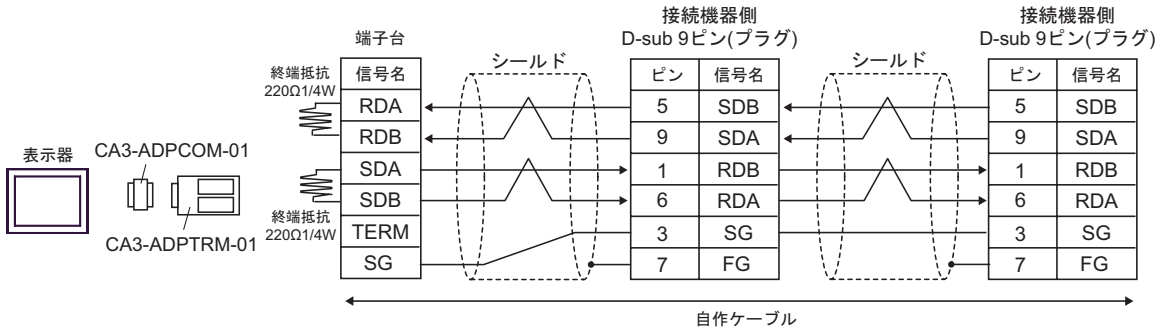 接続機器側
D-sub 9ピン(プラグ)
接続機器側
D-sub 9ピン(プラグ)
端子台
シールド
シールド
終端抵抗
220Ω1/4W
信号名
ピン 信号名
ピン 信号名
RDA
5 SDB
5 SDB
RDB
9 SDA
9 SDA
表示器
CA3-ADPCOM-01
SDA
1 RDB
1 RDB
SDB
6 RDA
6 RDA
終端抵抗
220Ω1/4W
CA3-ADPTRM-01
TERM
3 SG
3 SG
SG
7 FG
7 FG
自作ケーブル